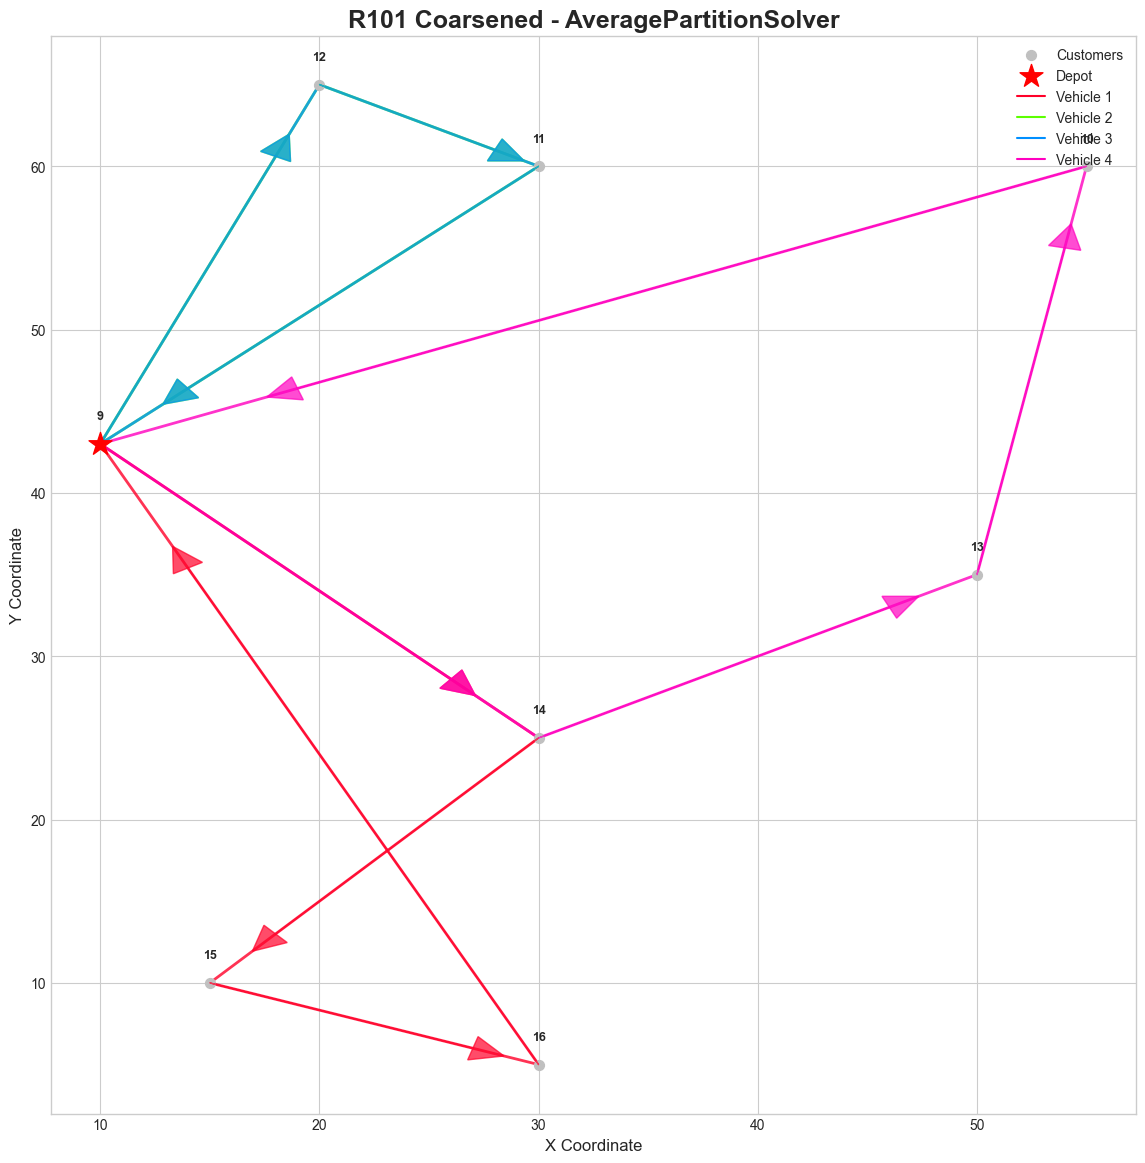 R101 Coarsened - AveragePartitionSolver
12
Customers
Depot
Vehicle 1
Vehicle 2
11
Vehicle 3
10
Vehicle 4
60
50
9
40
13
30
14
20
15
10
16
10
20
30
40
50
X Coordinate
Y Coordinate